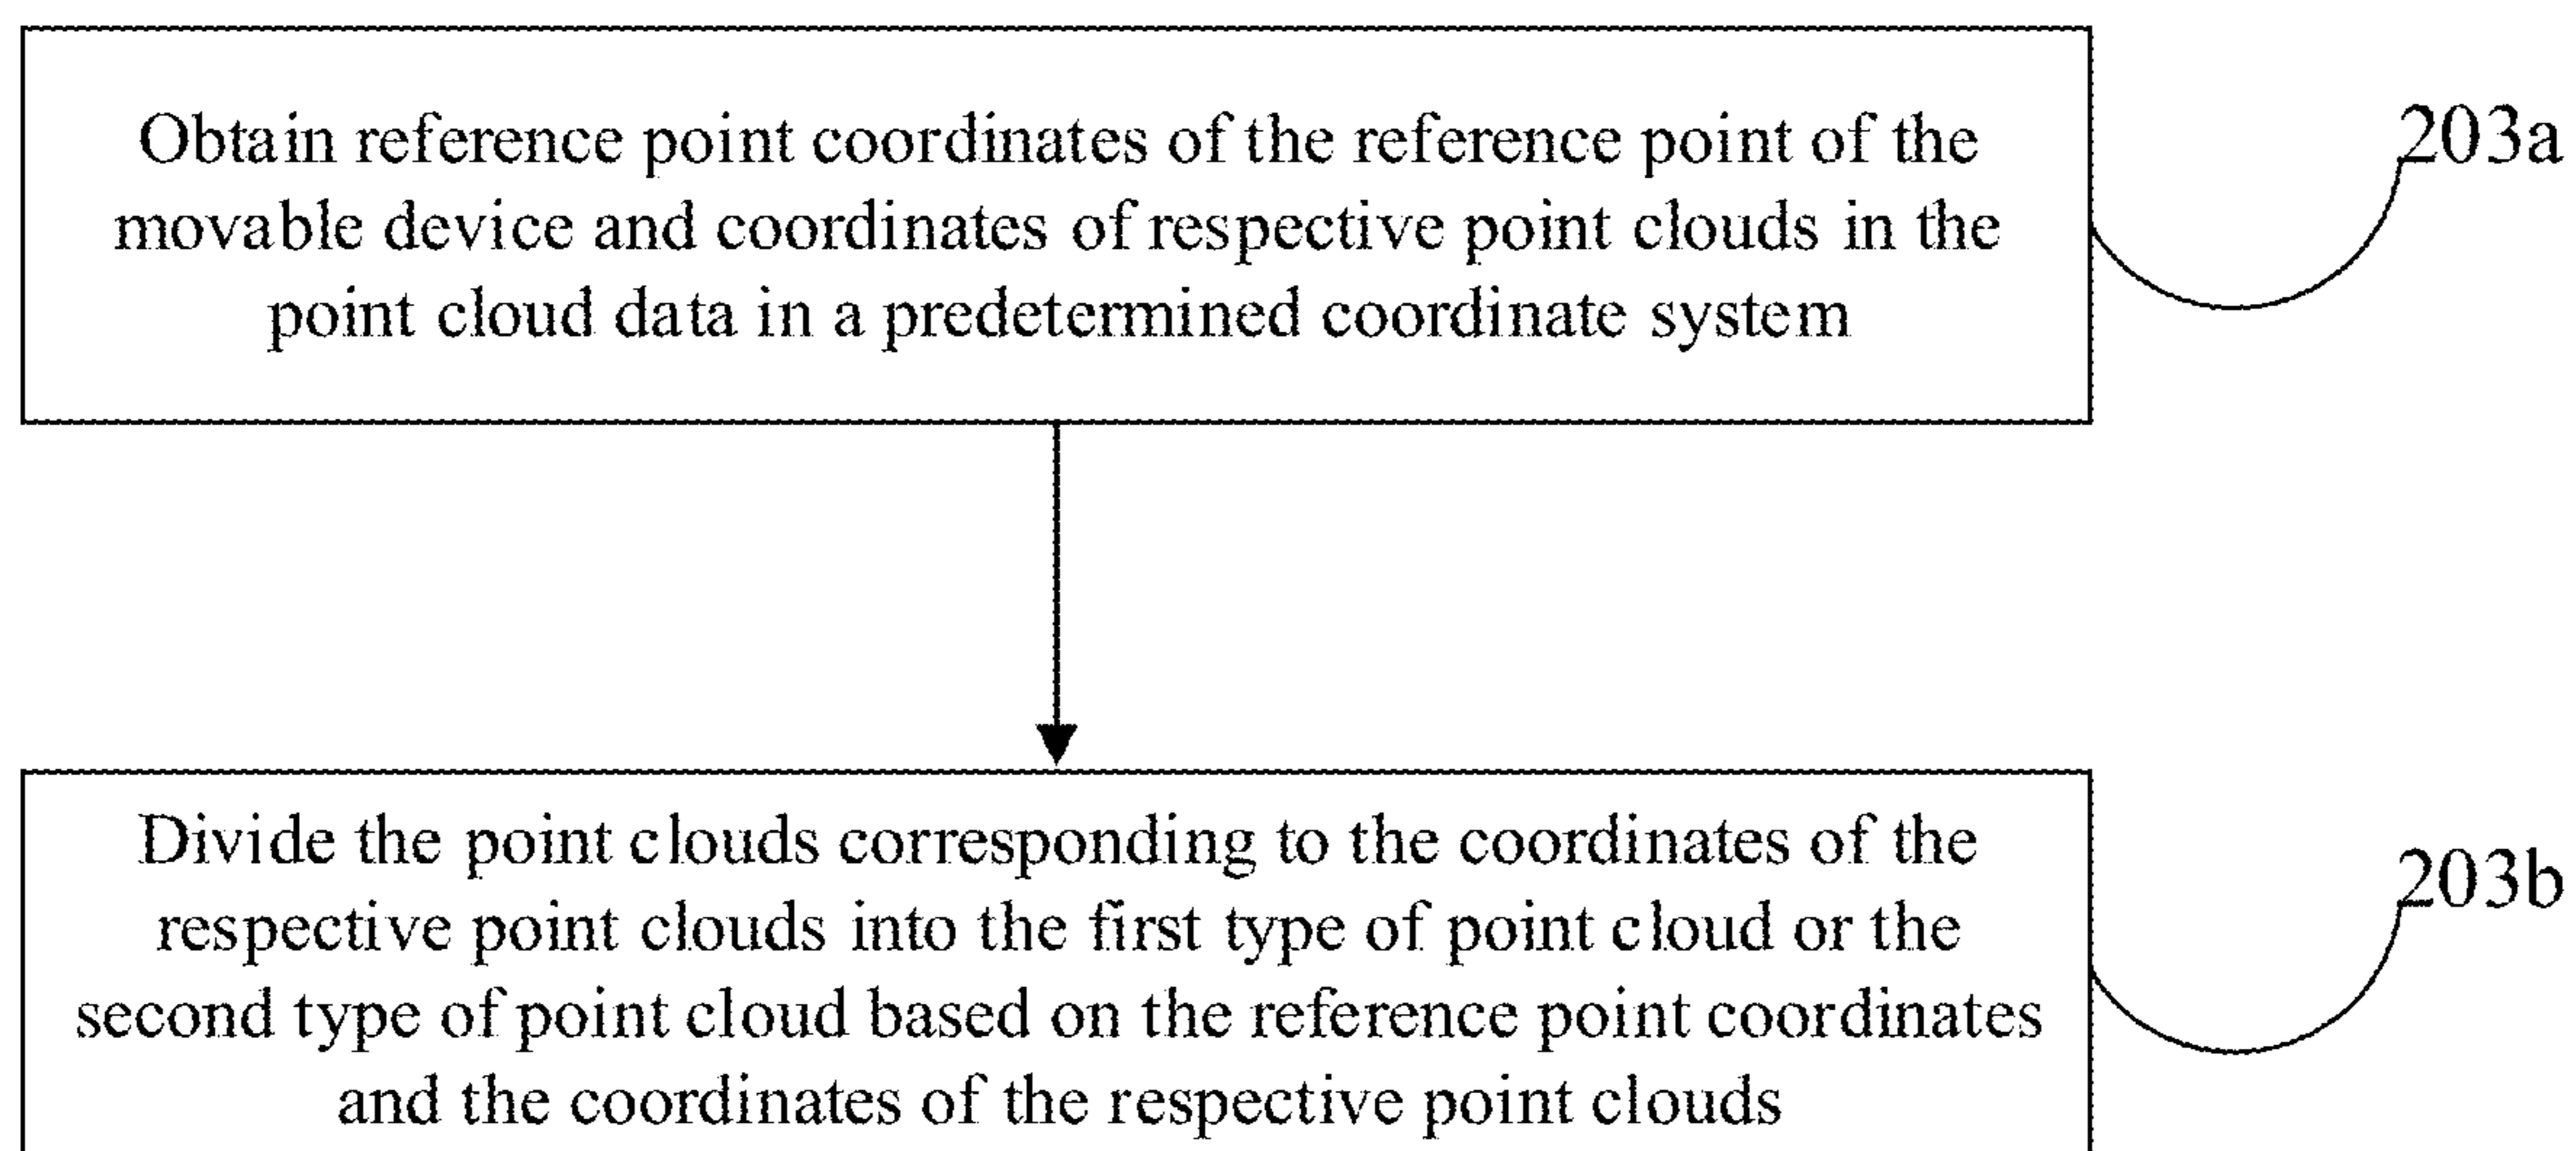 Obtain reference point coordinates of the reference point of the
movable device and coordinates of respective point clouds in the
point cloud data in a predetermined coordinate system
203a
Divide the point clouds corresponding to the coordinates of the
respective point clouds into the first type of point cloud or the
second type of point cloud based on the reference point coordinates
and the coordinates of the respective point clouds
203b